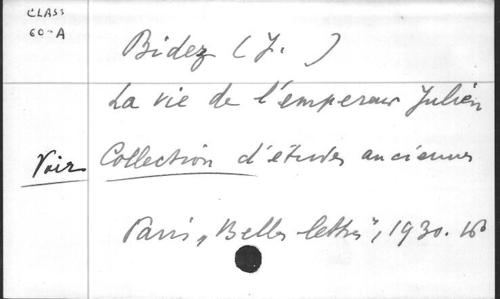 CLASS
60-A
Bidez (J. )
La vie de l'empereur Julien
Voir Collection d'études anciennes
Paris „Belles lettres", 1930. 16°